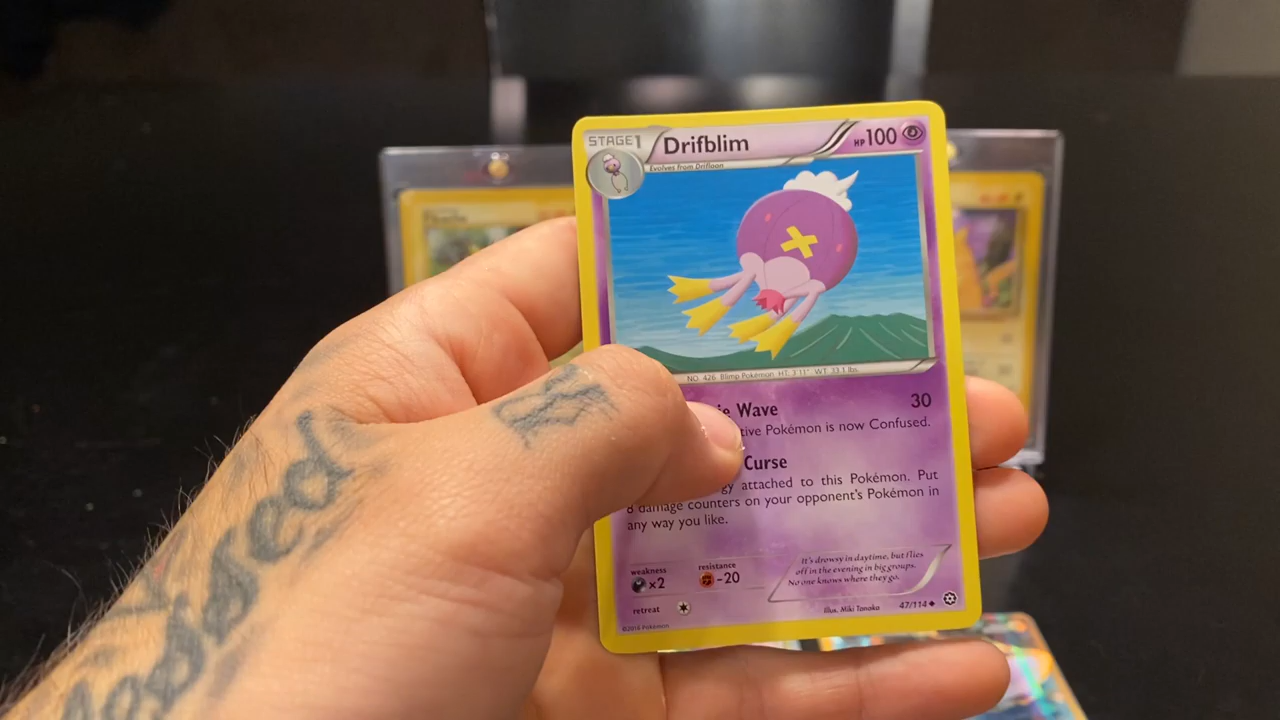 STAGE1
Drifblim
HP100
Evolves from Drifloon
NO. 426 Blimp Pokémon HT. 3'11" WT. 33.1 lbs.
ie Wave 30
tive Pokémon is now Confused.
Curse
gy attached to this Pokémon. Put
8 damage counters on your opponent's Pokémon in
any way you like.
weakness
×2
resistance
-20
retreat
It's drowsy in daytime, but flies
off in the evening in big groups.
No one knows where they go.
Illus. Miki Tanaka
47/114
©2016 Pokémon